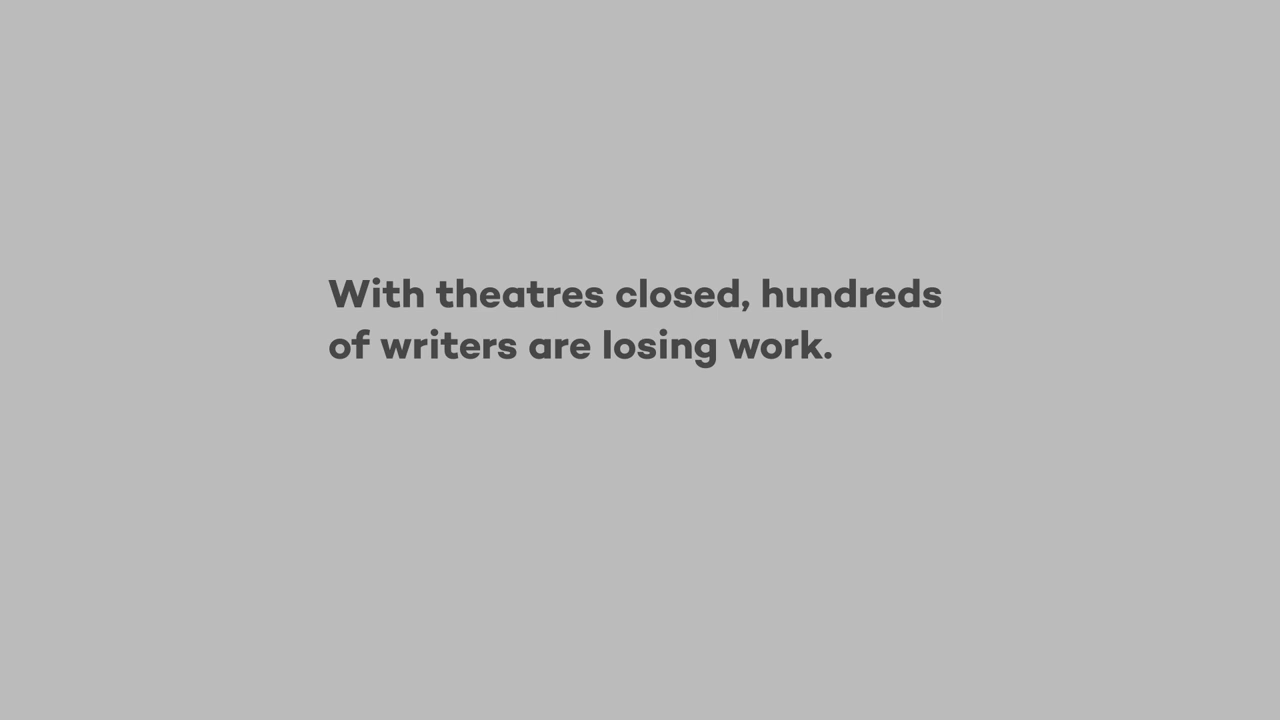 With theatres closed, hundreds
of writers are losing work.